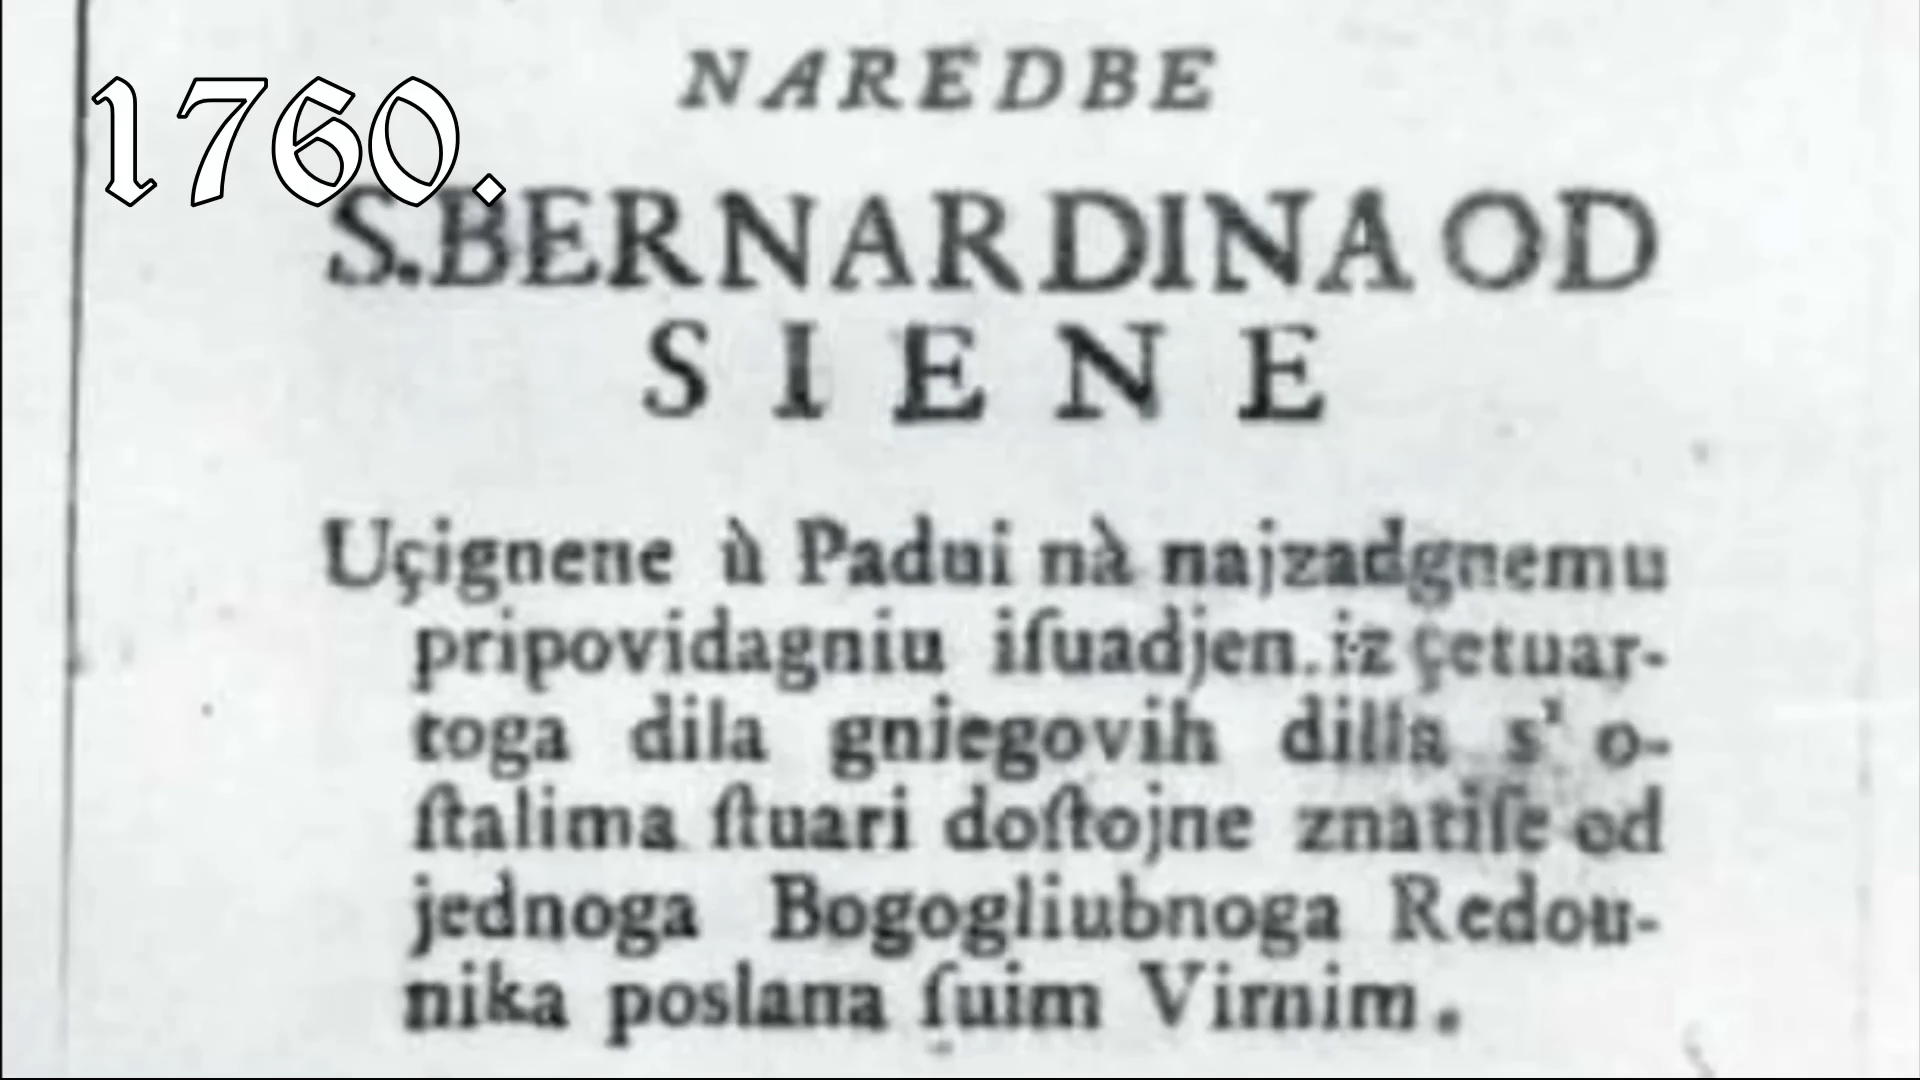 1760.
NAREDBE
S. BERNARDINA OD
SIENE
Uçignene ù Padui nà najzadgnemu
pripovidagniu iſuadjen. iz çetuar-
toga dila gnjegovih dilla s' o-
ſtalima ſtuari doſtojne znatiſe od
jednoga Bogogliubnoga Redou-
nika poslana ſuim Virnim.